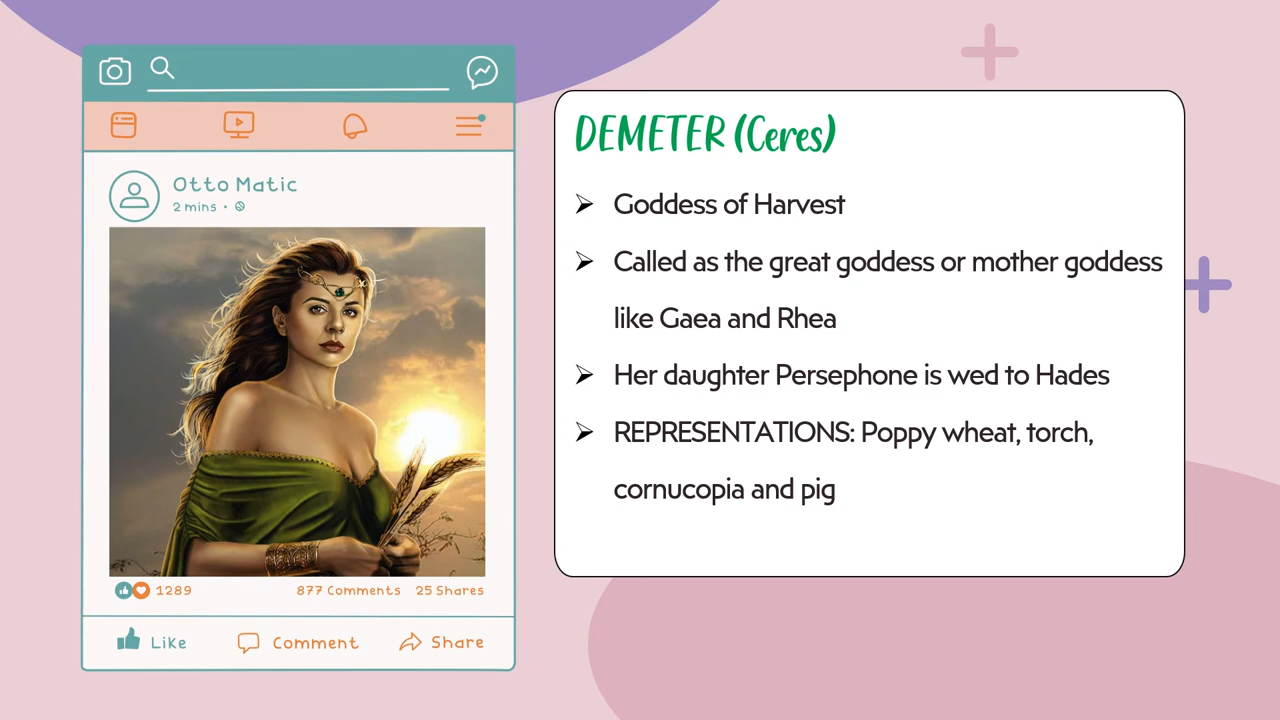 Otto Matic
2 mins •
1289 877 Comments 25 Shares
Like Comment Share
DEMETER (Ceres)
➢ Goddess of Harvest
➢ Called as the great goddess or mother goddess
like Gaea and Rhea
➢ Her daughter Persephone is wed to Hades
➢ REPRESENTATIONS: Poppy wheat, torch,
cornucopia and pig